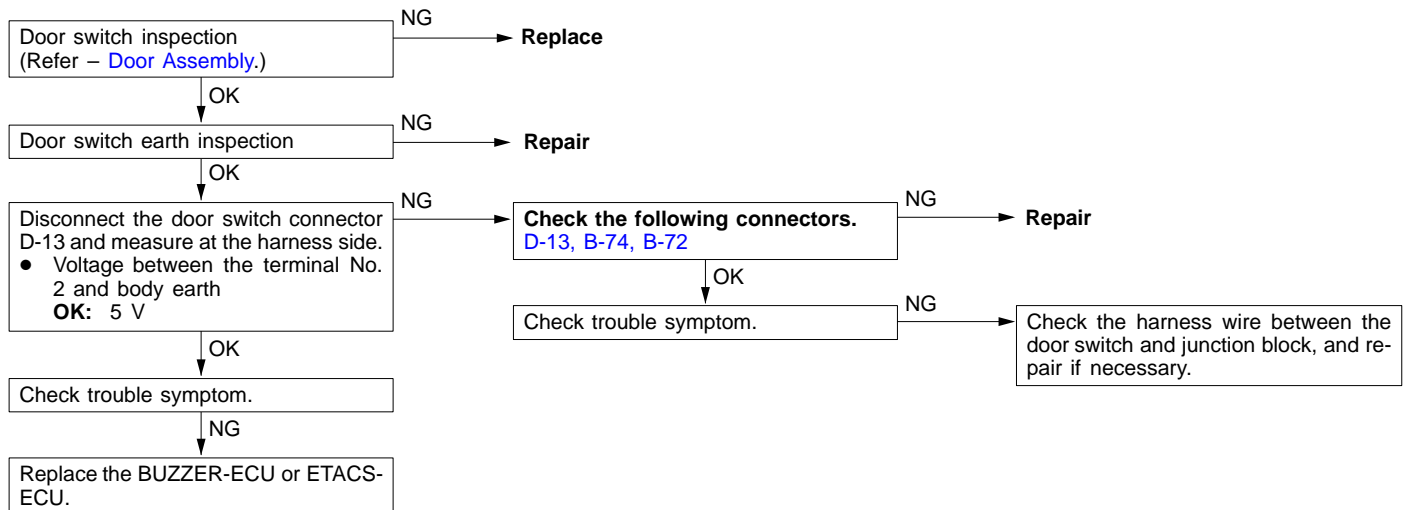 Door switch inspection
(Refer – Door Assembly.)
NG
Replace
OK
Door switch earth inspection
NG
Repair
OK
Disconnect the door switch connector
D-13 and measure at the harness side.
● Voltage between the terminal No.
2 and body earth
OK: 5 V
NG
Check the following connectors.
D-13, B-74, B-72
NG
Repair
OK
Check trouble symptom.
NG
Check the harness wire between the
door switch and junction block, and re-
pair if necessary.
OK
Check trouble symptom.
NG
Replace the BUZZER-ECU or ETACS-
ECU.